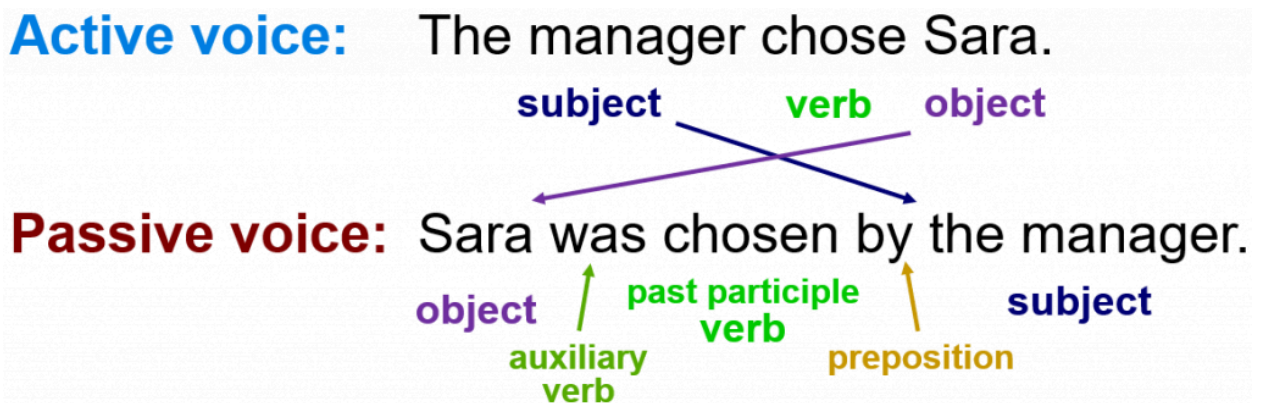 Active voice: The manager chose Sara.
subject verb object
Passive voice: Sara was chosen by the manager.
object past participle verb subject
auxiliary verb preposition